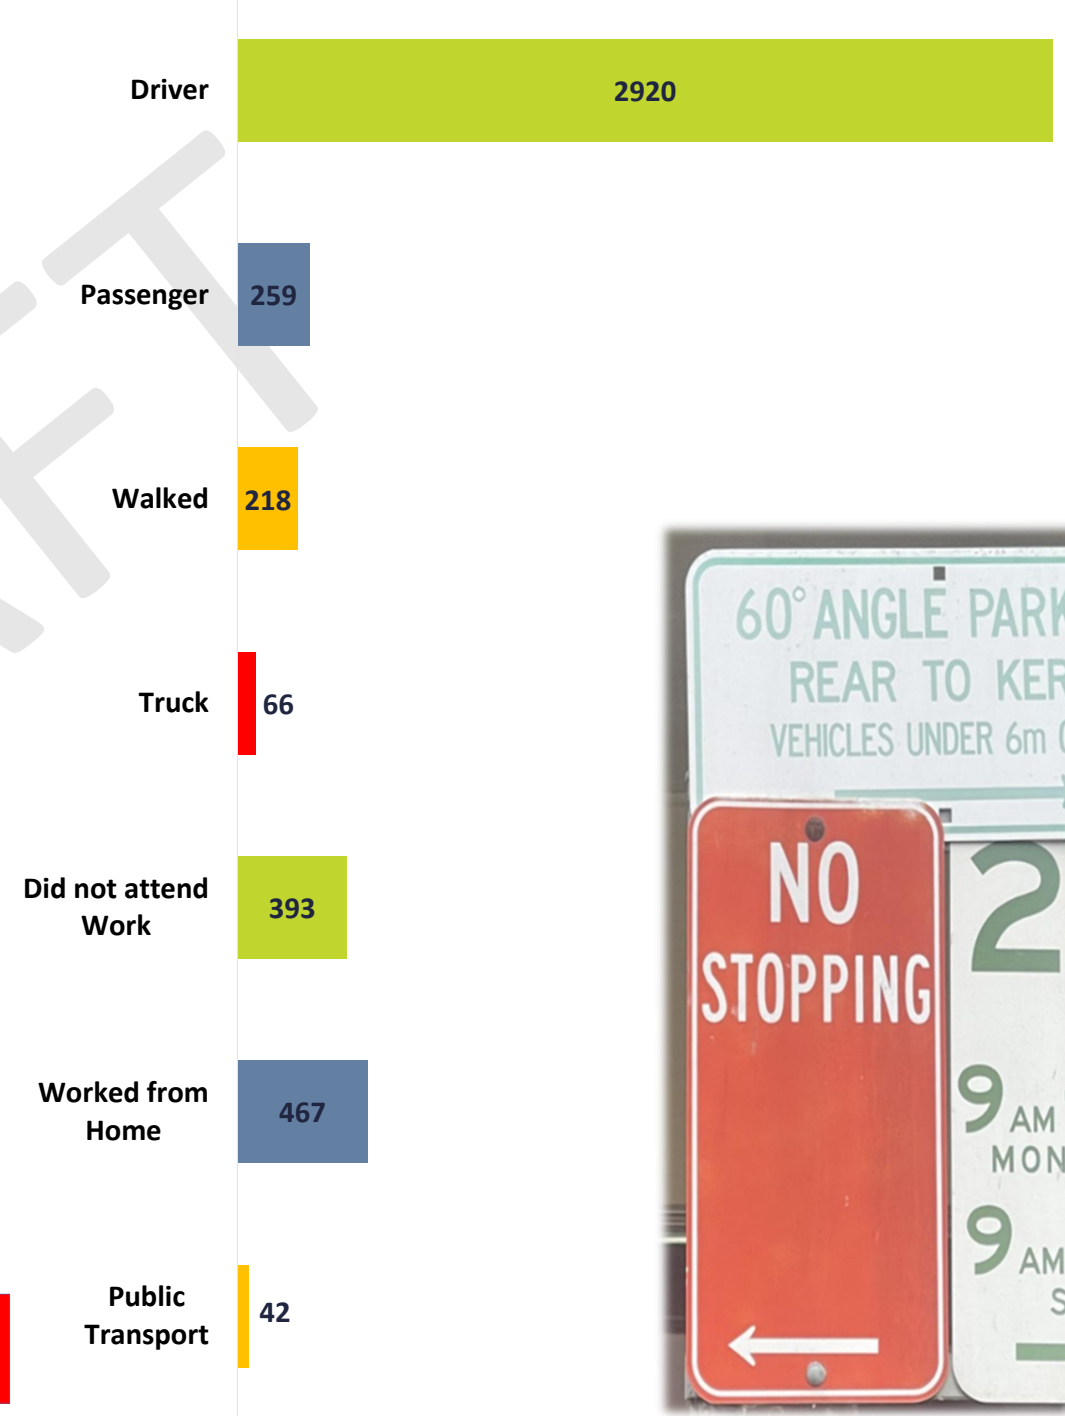 Driver
2920
Passenger
259
Walked
218
Truck
66
Did not attend
Work
393
Worked from
Home
467
Public
Transport
42
60° ANGLE PARK
REAR TO KER
VEHICLES UNDER 6m
NO
STOPPING
2
9 AM
MON
9 AM
S
FT